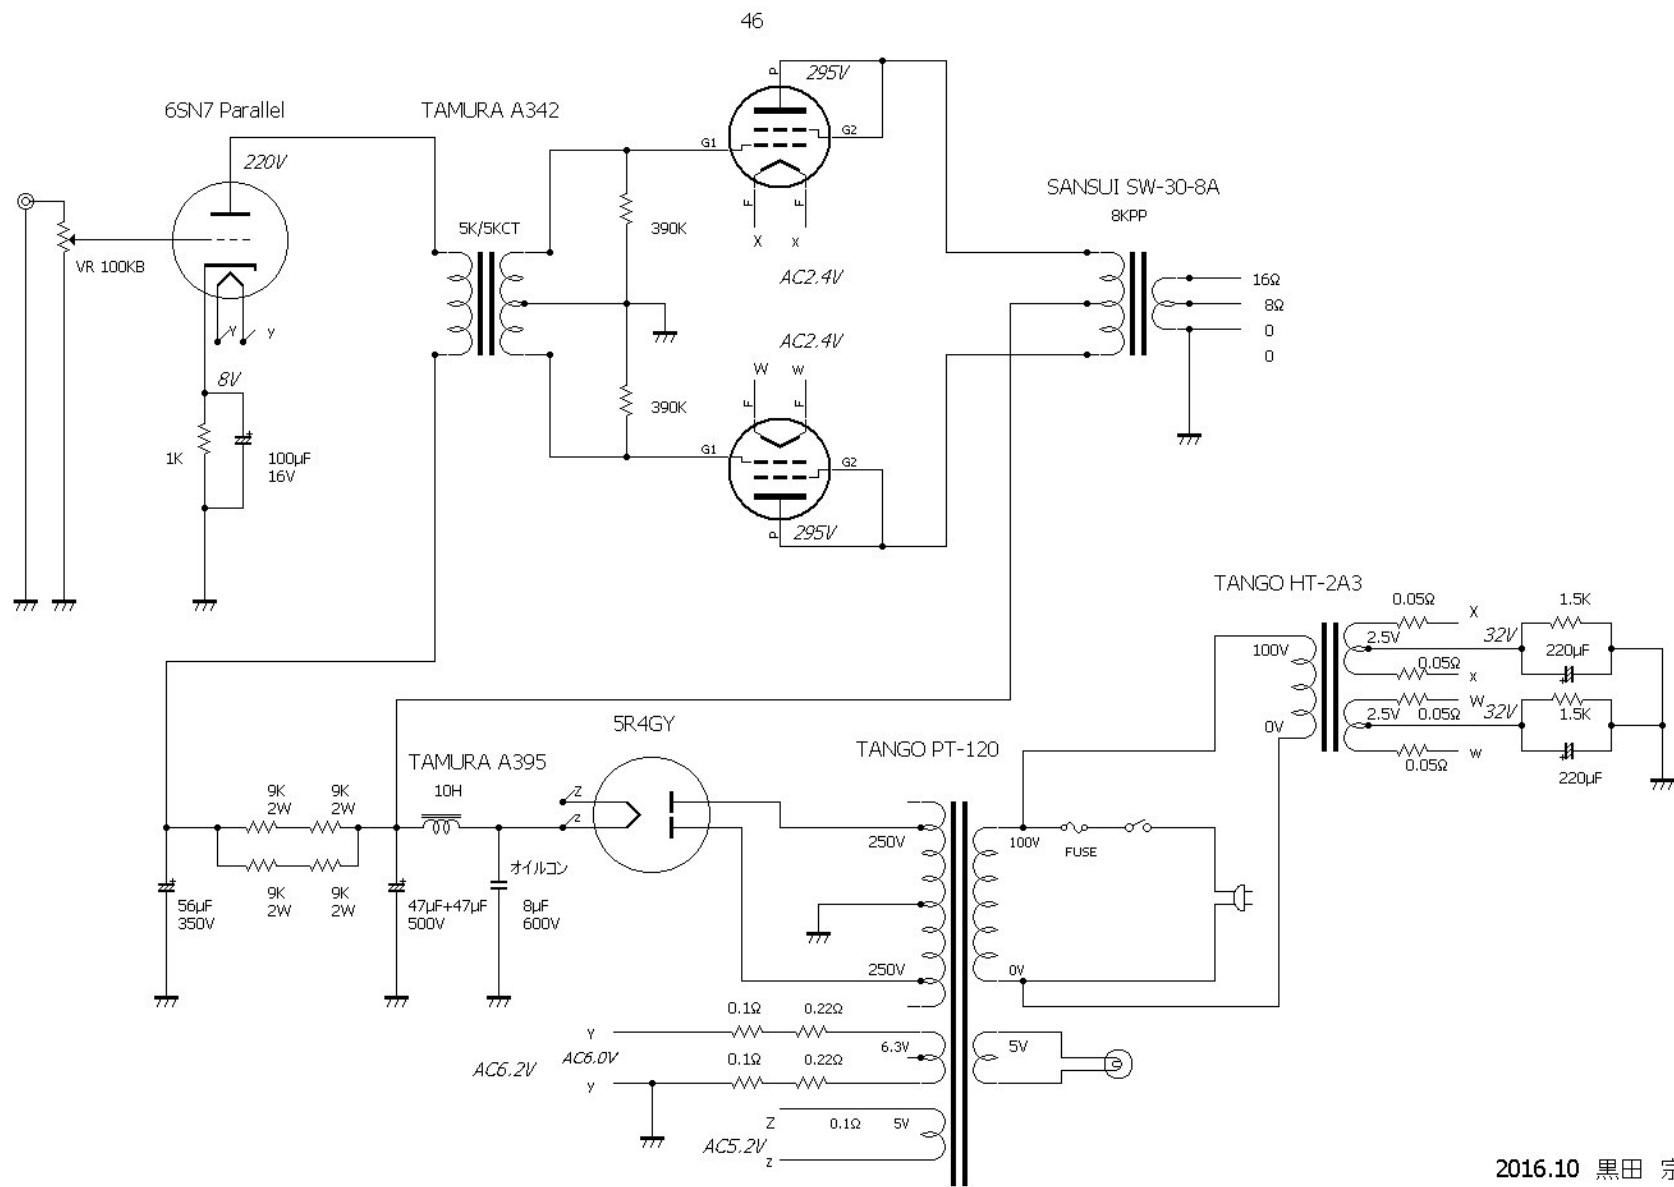 46
6SN7 Parallel
TAMURA A342
P
295V
220V
G1
G2
F
F
X
x
5K/5KCT
390K
SANSUI SW-30-8A
8KPP
VR 100KB
AC2.4V
16Ω
8Ω
0
0
Y
y
AC2.4V
W
w
F
F
8V
390K
G1
G2
1K
100μF
16V
P
295V
TANGO HT-2A3
0.05Ω
X
1.5K
2.5V
32V
100V
220μF
0.05Ω
x
W
2.5V
0.05Ω
32V
1.5K
0V
w
0.05Ω
220μF
5R4GY
TANGO PT-120
TAMURA A395
10H
9K
2W
9K
2W
Z
z
250V
100V
FUSE
オイルコン
9K
2W
9K
2W
56μF
350V
47μF+47μF
500V
8μF
600V
250V
0V
0.1Ω
0.22Ω
Y
AC6.0V
6.3V
5V
AC6.2V
0.1Ω
0.22Ω
y
Z
0.1Ω
5V
AC5.2V
z
2016.10 黒田